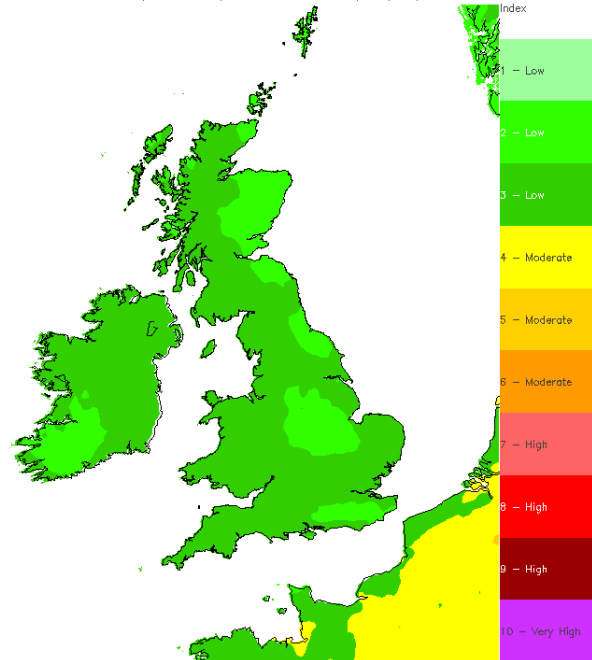 Index
1 - Low
2 - Low
3 - Low
4 - Moderate
5 - Moderate
6 - Moderate
7 - High
8 - High
9 - High
10 - Very High